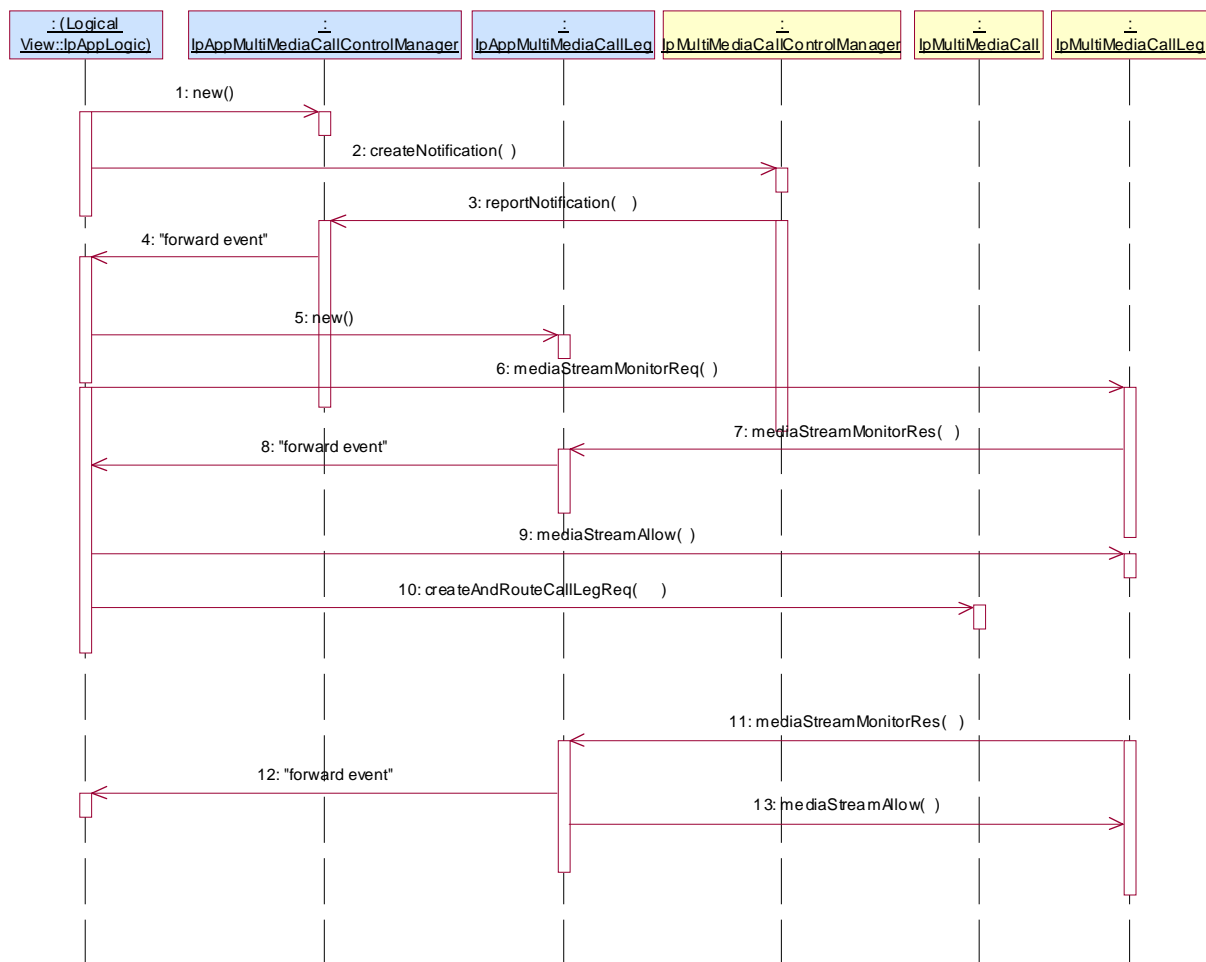 : (Logical
View::IpAppLogic)
:
IpAppMultiMediaCallControlManager
:
IpAppMultiMediaCallLeg
:
IpMultiMediaCallControlManager
:
IpMultiMediaCall
:
IpMultiMediaCallLeg
1: new()
2: createNotification( )
3: reportNotification( )
4: "forward event"
5: new()
6: mediaStreamMonitorReq( )
7: mediaStreamMonitorRes( )
8: "forward event"
9: mediaStreamAllow( )
10: createAndRouteCallLegReq( )
11: mediaStreamMonitorRes( )
12: "forward event"
13: mediaStreamAllow( )